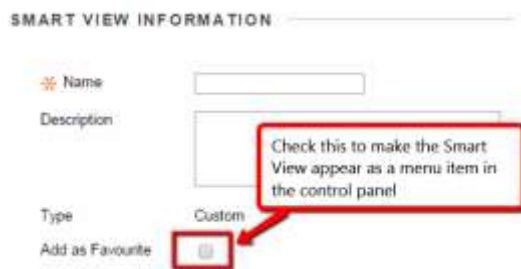 SMART VIEW INFORMATION
Name
Description
Check this to make the Smart
View appear as a menu item in
the control panel
Type Custom
Add as Favourite